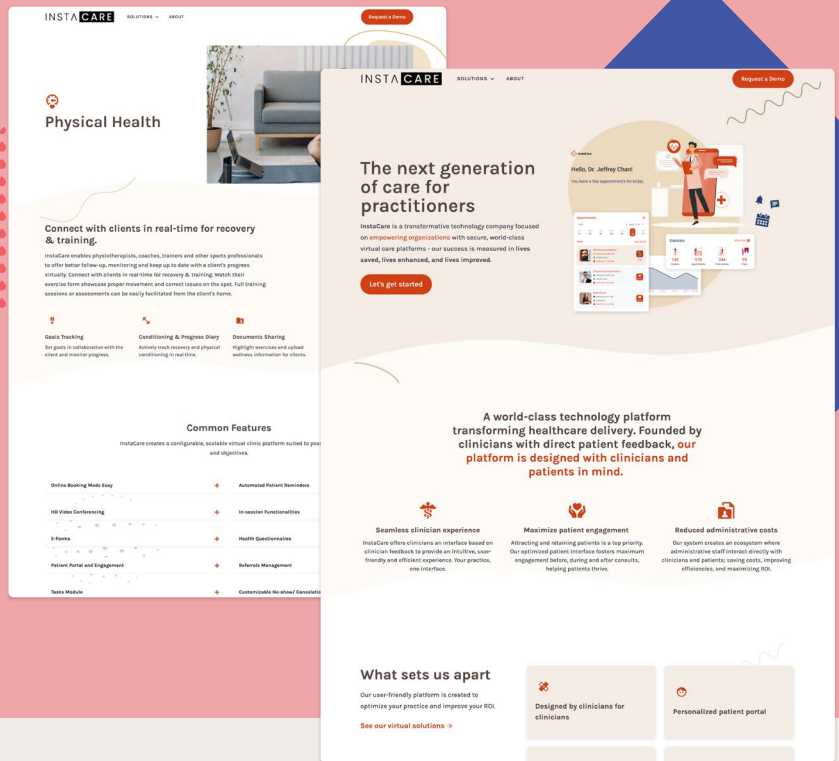 INSTACARE
SOLUTIONS
ABOUT
Request a Demo
Physical Health
Connect with clients in real-time for recovery
& training.
InstaCare enables physiotherapists, coaches, trainers and other sports professionals
to offer better follow-up, monitoring and keep up to date with a client's progress
virtually. Connect with clients in real-time for recovery & training. Watch their
exercise form showcase proper movement and correct issues on the spot. Full training
sessions or assessments can be easily facilitated from the client's home.
Goals Tracking
Set goals in collaboration with the
client and monitor progress.
Conditioning & Progress Diary
Actively track recovery and physical
conditioning in real time.
Documents Sharing
Highlight exercises and upload
wellness information for clients.
Common Features
InstaCare creates a configurable, scalable virtual clinic platform suited to your
and objectives.
Online Booking Made Easy +
Automated Patient Reminders
HD Video Conferencing +
In-session Functionalities
E-Forms +
Health Questionnaires
Patient Portal and Engagement +
Referrals Management
Tasks Module +
Customizable No-show/
INSTACARE
SOLUTIONS
ABOUT
Request a Demo
The next generation
of care for
practitioners
InstaCare is a transformative technology company focused
on empowering organizations with secure, world-class
virtual care platforms - our success is measured in lives
saved, lives enhanced, and lives improved.
Let's get started
InstaCare
Hello, Dr. Jeffrey Chan!
You have a few appointments for today.
Appointments
Statistics
A world-class technology platform
transforming healthcare delivery. Founded by
clinicians with direct patient feedback, our
platform is designed with clinicians and
patients in mind.
Seamless clinician experience
InstaCare offers clinicians an interface based on
clinician feedback to provide an intuitive, user-
friendly and efficient experience. Your practice,
one interface.
Maximize patient engagement
Attracting and retaining patients is a top priority.
Our optimized patient interface fosters maximum
engagement before, during and after consults,
helping patients thrive.
Reduced administrative costs
Our system creates an ecosystem where
administrative staff interact directly with
clinicians and patients; saving costs, improving
efficiencies, and maximizing ROI.
What sets us apart
Our user-friendly platform is created to
optimize your practice and improve your ROI.
See our virtual solutions →
Designed by clinicians for
clinicians
Personalized patient portal